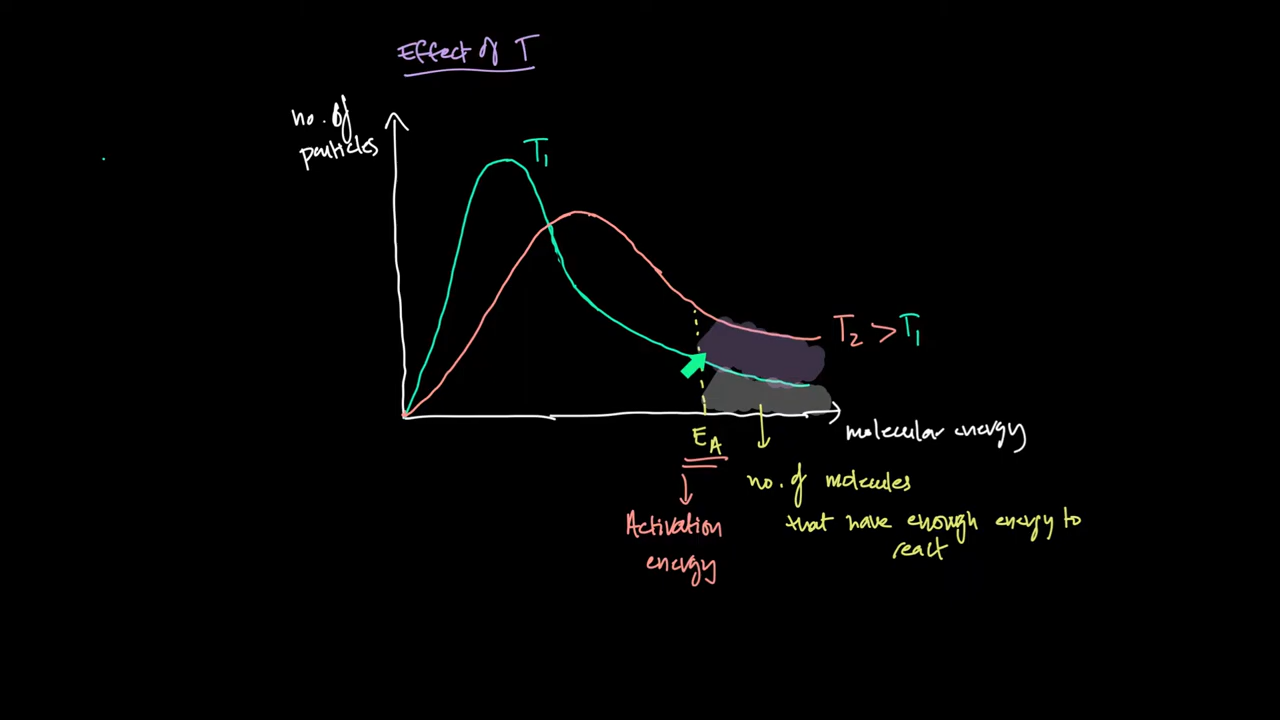 Effect of T
no. of
particles
T1
T2 > T1
molecular energy
EA
no. of molecules
that have enough energy to
react
Activation
energy